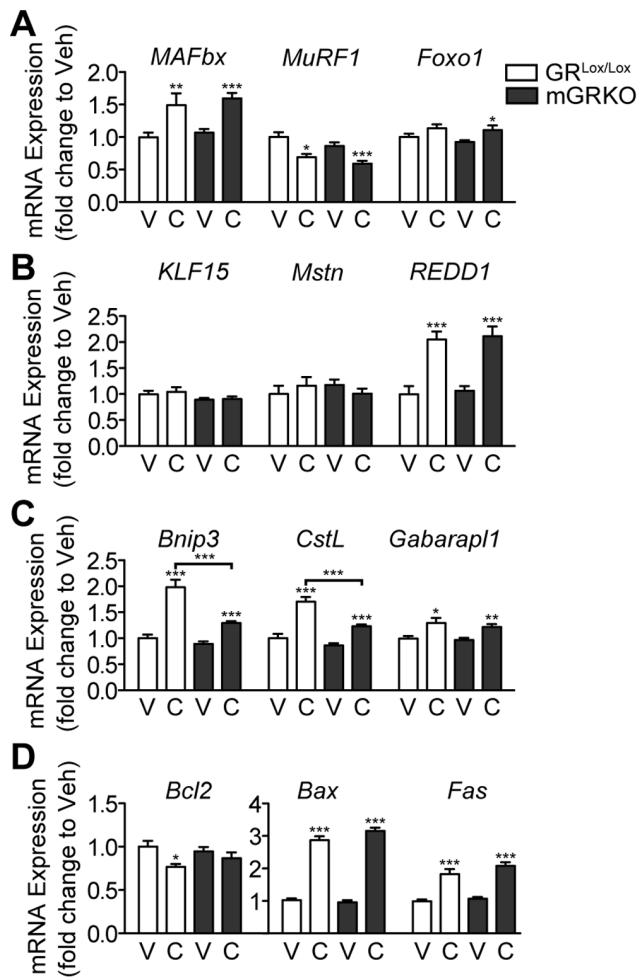 A
MAFbx MuRF1 Foxo1
GR^Lox/Lox
mGRKO
mRNA Expression
(fold change to Veh)
2.0
1.5
1.0
0.5
0.0
** *** * *** *
V C V C V C V C V C V C
B
KLF15 Mstn REDD1
mRNA Expression
(fold change to Veh)
2.5
2.0
1.5
1.0
0.5
0.0
*** ***
V C V C V C V C V C V C
C
Bnip3 CstL Gabarapl1
mRNA Expression
(fold change to Veh)
2.5
2.0
1.5
1.0
0.5
0.0
*** ***
*** *** *** *** * **
V C V C V C V C V C V C
D
Bcl2 Bax Fas
mRNA Expression
(fold change to Veh)
1.5
1.0
0.5
0.0
4
3
2
1
* *** *** *** ***
V C V C V C V C V C V C